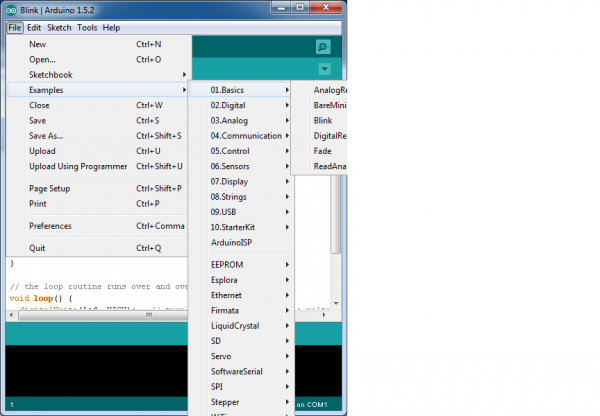 Blink | Arduino 1.5.2
File Edit Sketch Tools Help
New Ctrl+N
Open... Ctrl+O
Sketchbook
Examples
Close Ctrl+W
Save Ctrl+S
Save As... Ctrl+Shift+S
Upload Ctrl+U
Upload Using Programmer Ctrl+Shift+U
Page Setup Ctrl+Shift+P
Print Ctrl+P
Preferences Ctrl+Comma
Quit Ctrl+Q
01.Basics
02.Digital
03.Analog
04.Communication
05.Control
06.Sensors
07.Display
08.Strings
09.USB
10.StarterKit
ArduinoISP
EEPROM
Esplora
Ethernet
Firmata
LiquidCrystal
SD
Servo
SoftwareSerial
SPI
Stepper
AnalogRe
BareMini
Blink
DigitalRe
Fade
ReadAna
}
// the loop routine runs over and ove
void loop() {
1
on COM1